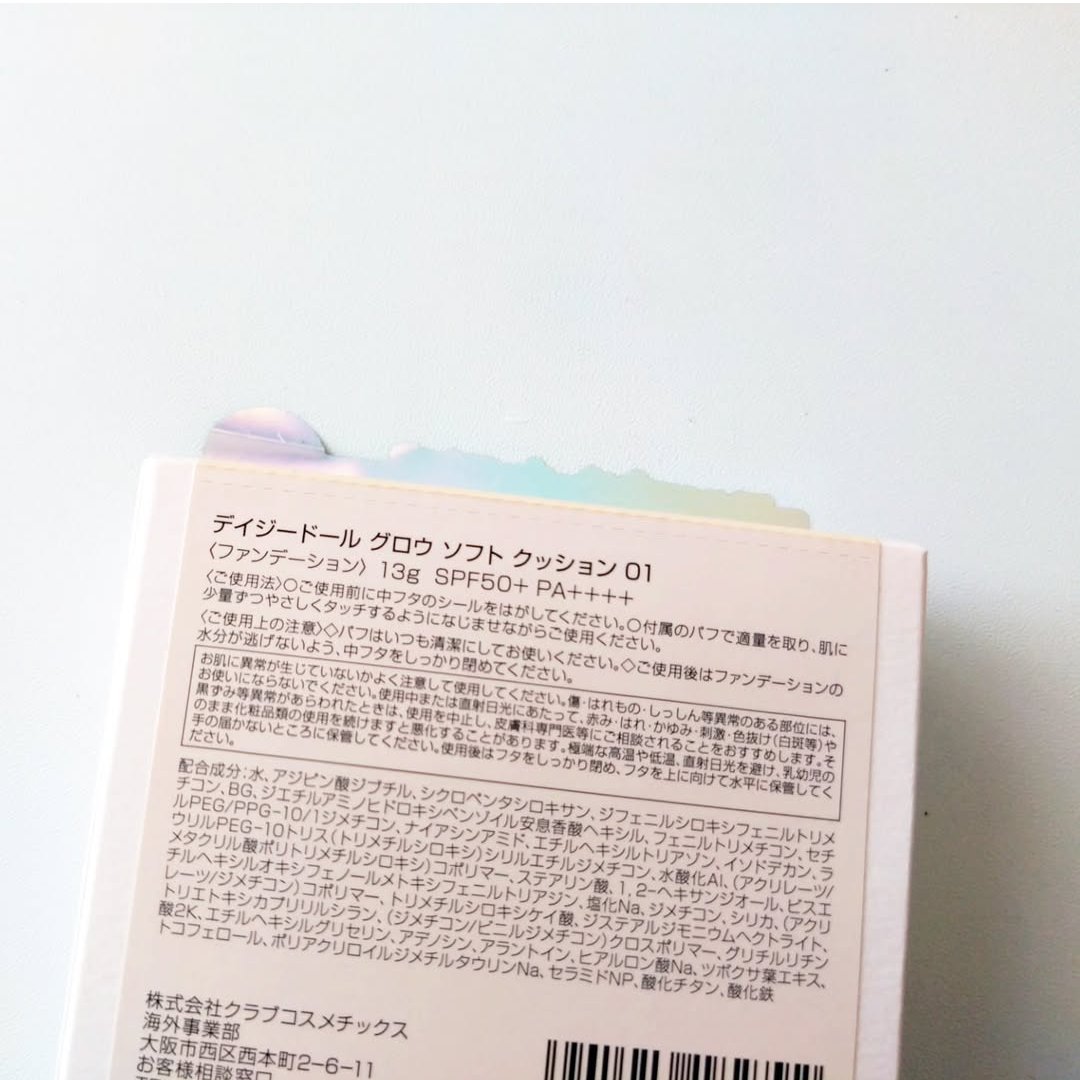 デイジードール グロウ ソフト クッション 01
〈ファンデーション〉 13g SPF50+ PA++++
〈ご使用法〉○ご使用前に中フタのシールをはがしてください。○付属のパフで適量を取り、肌に
少量ずつやさしくタッチするようになじませながらご使用ください。
〈ご使用上の注意〉◇パフはいつも清潔にしてお使いください。◇ご使用後はファンデーションの
水分が逃げないよう、中フタをしっかり閉めてください。
お肌に異常が生じていないかよく注意して使用してください。傷・はれもの・しっしん等異常のある部位には、
お使いにならないでください。使用中または直射日光にあたって、赤み・はれ・かゆみ・刺激・色抜け(白斑等)や
黒ずみ等異常があらわれたときは、使用を中止し、皮膚科専門医等にご相談されることをおすすめします。そ
のまま化粧品類の使用を続けますと悪化することがあります。極端な高温や低温、直射日光を避け、乳幼児の
手の届かないところに保管してください。使用後はフタをしっかり閉め、フタを上に向けて水平に保管してく
ださい。
配合成分:水、アジピン酸ジブチル、シクロペンタシロキサン、ジフェニルシロキシフェニルトリメ
チコン、BG、ジエチルアミノヒドロキシベンゾイル安息香酸ヘキシル、フェニルトリメチコン、セチ
ルPEG/PPG-10/1ジメチコン、ナイアシンアミド、エチルヘキシルトリアゾン、イソドデカン、ラ
ウリルPEG-10トリス(トリメチルシロキシ)シリルエチルジメチコン、水酸化Al、(アクリレーツ/
メタクリル酸ポリトリメチルシロキシ)コポリマー、ステアリン酸、1,2-ヘキサンジオール、ビスエ
チルヘキシルオキシフェノールメトキシフェニルトリアジン、塩化Na、ジメチコン、シリカ、(アクリ
レーツ/ジメチコン)コポリマー、トリメチルシロキシケイ酸、ジステアルジモニウムヘクトライト、
トリエトキシカプリリルシラン、(ジメチコン/ビニルジメチコン)クロスポリマー、グリチルリチン
酸2K、エチルヘキシルグリセリン、アデノシン、アラントイン、ヒアルロン酸Na、ツボクサ葉エキス、
トコフェロール、ポリアクリロイルジメチルタウリンNa、セラミドNP、酸化チタン、酸化鉄
株式会社クラブコスメチックス
海外事業部
大阪市西区西本町2-6-11
お客様相談窓口